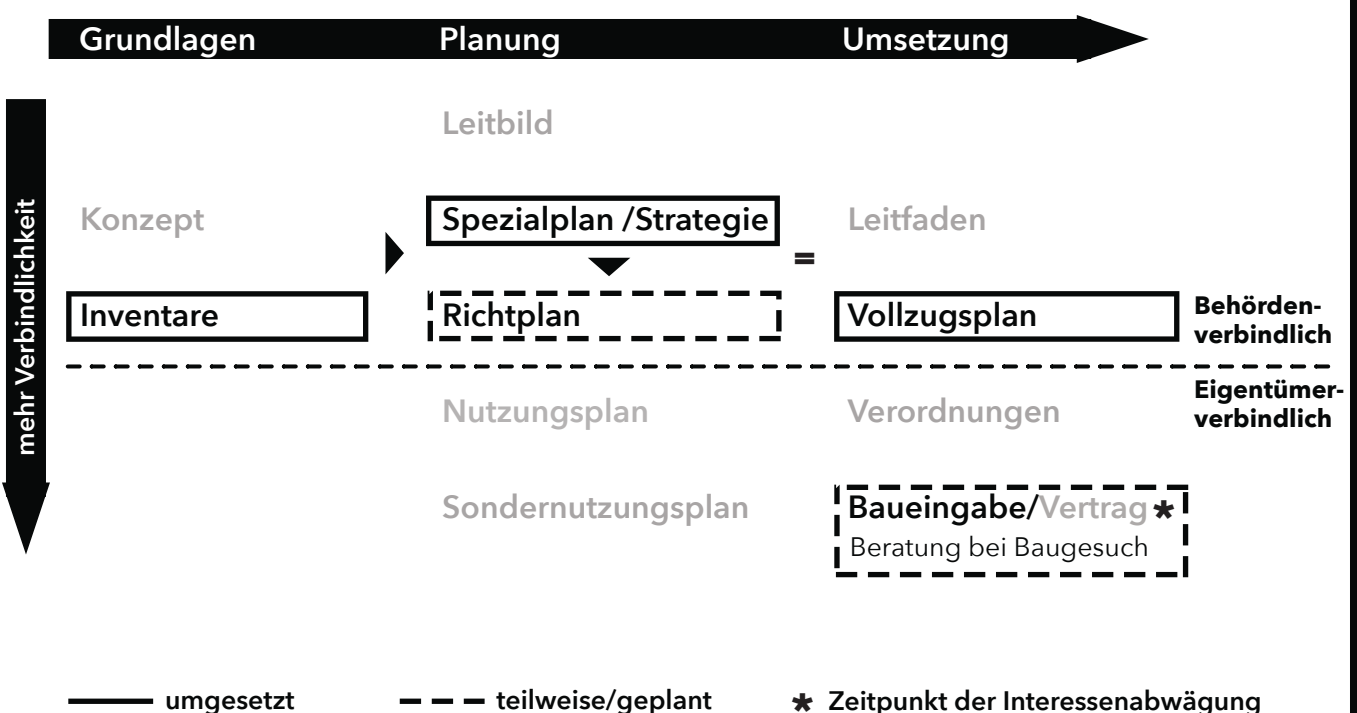 Grundlagen Planung Umsetzung
mehr Verbindlichkeit
Leitbild
Konzept Spezialplan /Strategie Leitfaden
=
Inventare Richtplan Vollzugsplan
Behörden-
verbindlich
Eigentümer-
verbindlich
Nutzungsplan Verordnungen
Sondernutzungsplan Baueingabe/Vertrag *
Beratung bei Baugesuch
umgesetzt teilweise/geplant * Zeitpunkt der Interessenabwägung